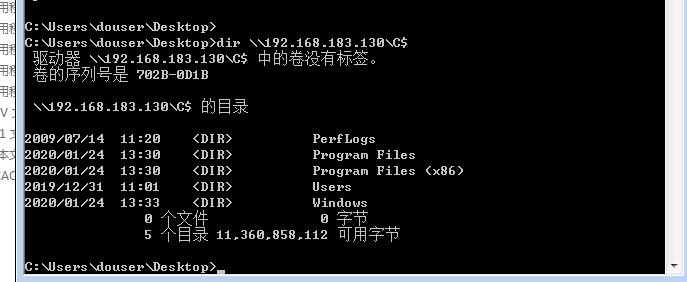 C:\Users\douser\Desktop>
C:\Users\douser\Desktop>dir \\192.168.183.130\C$
驱动器 \\192.168.183.130\C$ 中的卷没有标签。
卷的序列号是 702B-0D1B
\\192.168.183.130\C$ 的目录
2009/07/14  11:20    <DIR>          PerfLogs
2020/01/24  13:30    <DIR>          Program Files
2020/01/24  13:30    <DIR>          Program Files (x86)
2019/12/31  11:01    <DIR>          Users
2020/01/24  13:33    <DIR>          Windows
0 个文件              0 字节
5 个目录 11,360,858,112 可用字节
C:\Users\douser\Desktop>